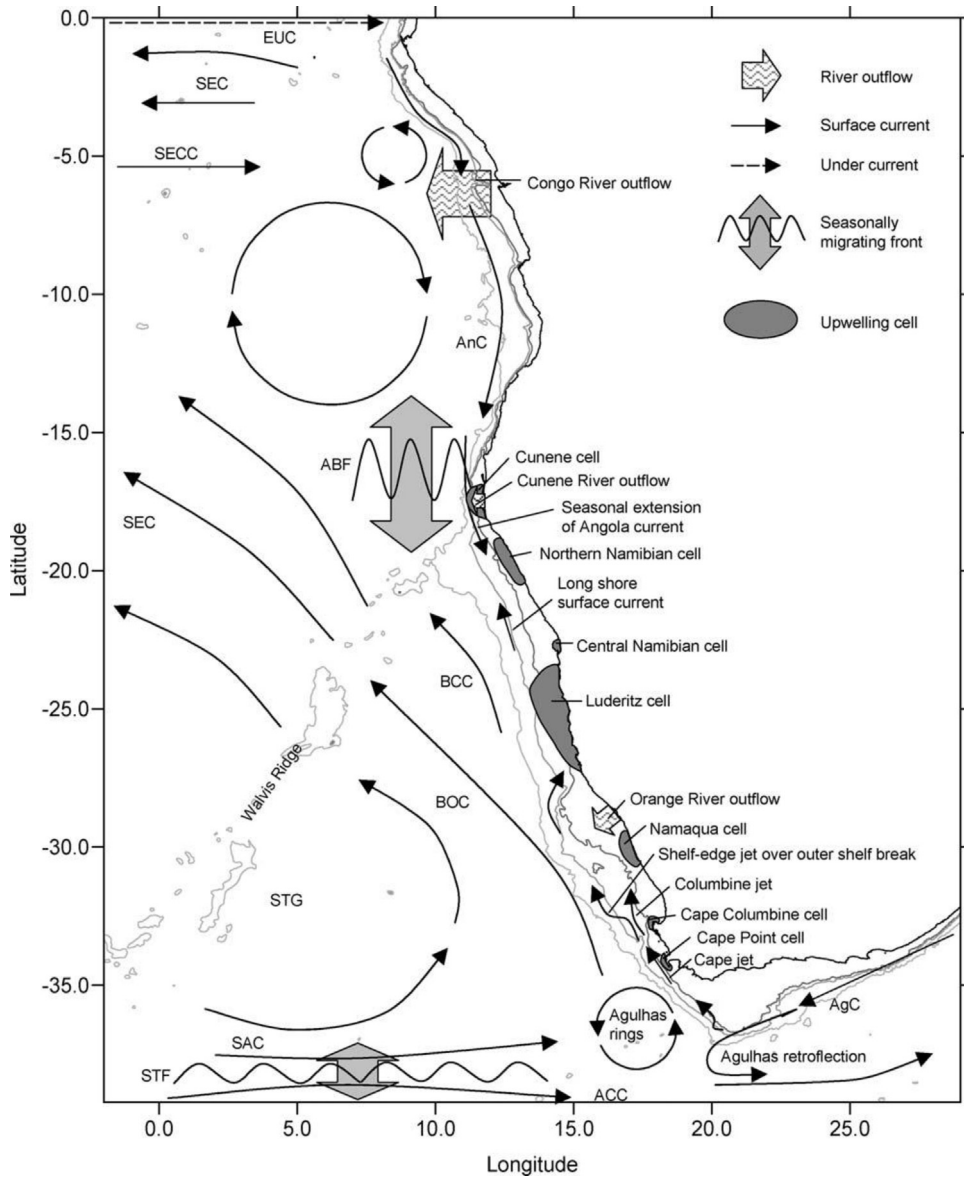 0.0
EUC
SEC
SECC
-5.0
Congo River outflow
River outflow
Surface current
Under current
Seasonally
migrating front
Upwelling cell
-10.0
AnC
-15.0
ABF
Cunene cell
Cunene River outflow
Seasonal extension
of Angola current
SEC
Northern Namibian cell
-20.0
Long shore
surface current
Central Namibian cell
BCC
Luderitz cell
-25.0
Walvis Ridge
BOC
Orange River outflow
Namaqua cell
-30.0
Shelf-edge jet over outer shelf break
STG
Columbine jet
Cape Columbine cell
Cape Point cell
Cape jet
-35.0
AgC
Agulhas
rings
SAC
Agulhas retroflection
STF
ACC
0.0
5.0
10.0
15.0
20.0
25.0
Latitude
Longitude